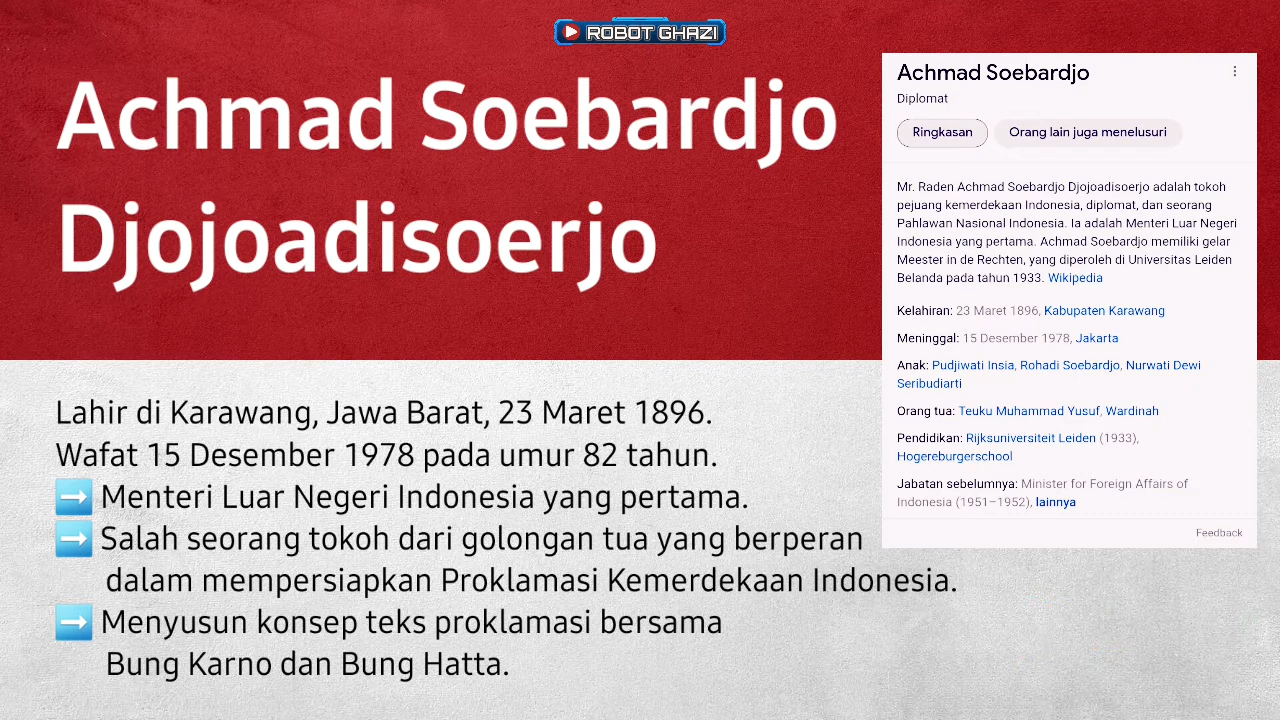 ROBOT GHAZI
Achmad Soebardjo
Djojoadisoerjo
Lahir di Karawang, Jawa Barat, 23 Maret 1896.
Wafat 15 Desember 1978 pada umur 82 tahun.
➡️ Menteri Luar Negeri Indonesia yang pertama.
➡️ Salah seorang tokoh dari golongan tua yang berperan
dalam mempersiapkan Proklamasi Kemerdekaan Indonesia.
➡️ Menyusun konsep teks proklamasi bersama
Bung Karno dan Bung Hatta.
Achmad Soebardjo
Diplomat
Ringkasan Orang lain juga menelusuri
Mr. Raden Achmad Soebardjo Djojoadisoerjo adalah tokoh
pejuang kemerdekaan Indonesia, diplomat, dan seorang
Pahlawan Nasional Indonesia. Ia adalah Menteri Luar Negeri
Indonesia yang pertama. Achmad Soebardjo memiliki gelar
Meester in de Rechten, yang diperoleh di Universitas Leiden
Belanda pada tahun 1933. Wikipedia
Kelahiran: 23 Maret 1896, Kabupaten Karawang
Meninggal: 15 Desember 1978, Jakarta
Anak: Pudjiwati Insia, Rohadi Soebardjo, Nurwati Dewi
Seribudiarti
Orang tua: Teuku Muhammad Yusuf, Wardinah
Pendidikan: Rijksuniversiteit Leiden (1933),
Hogereburgerschool
Jabatan sebelumnya: Minister for Foreign Affairs of
Indonesia (1951–1952), lainnya
Feedback